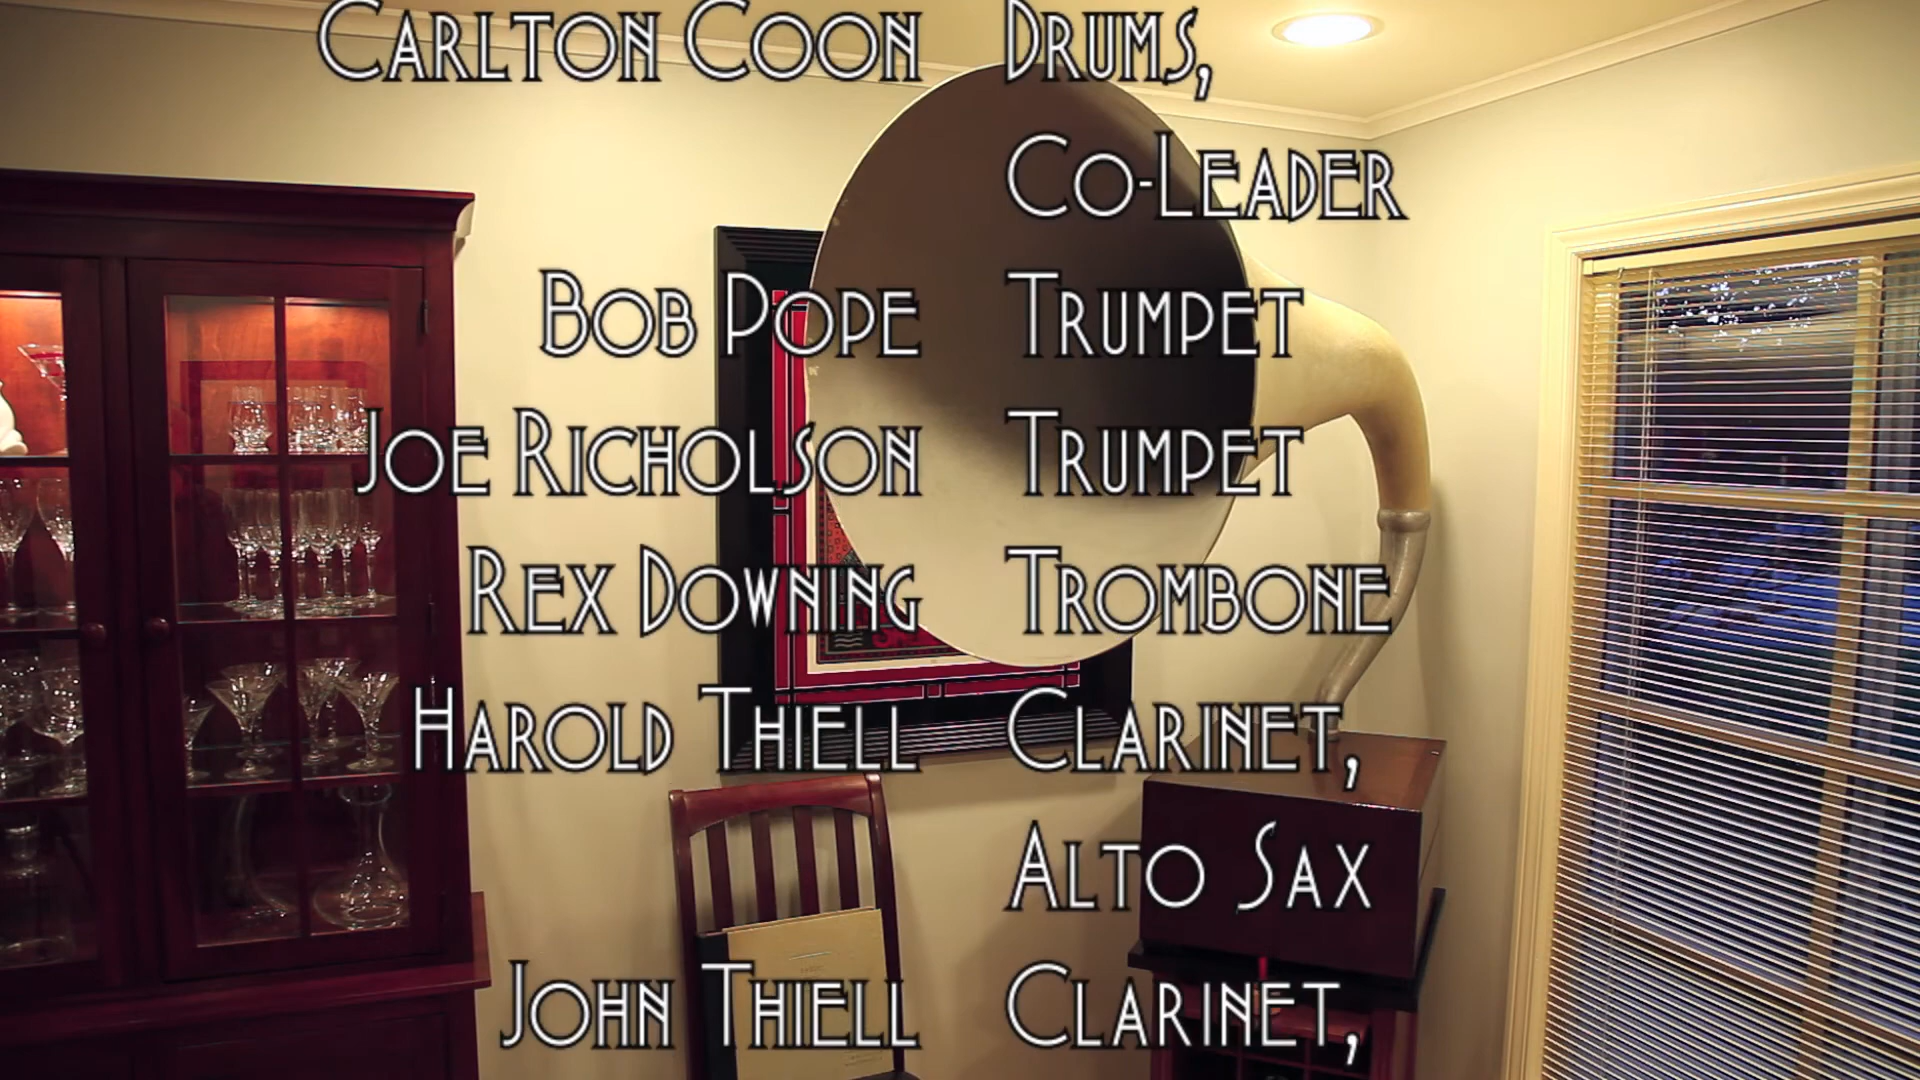 Carlton Coon Drums,
Co-Leader
Bob Pope Trumpet
Joe Richolson Trumpet
Rex Downing Trombone
Harold Thiell Clarinet,
Alto Sax
John Thiell Clarinet,